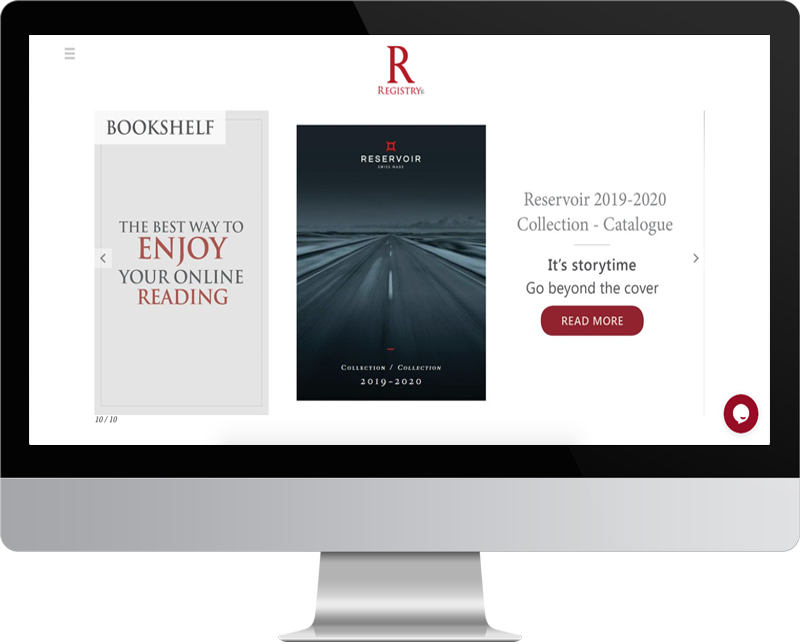 R
REGISTRY
BOOKSHELF
THE BEST WAY TO
ENJOY
YOUR ONLINE
READING
10 / 10
RESERVOIR
SWISS MADE
COLLECTION / COLLECTION
2019-2020
Reservoir 2019-2020
Collection - Catalogue
It's storytime
Go beyond the cover
READ MORE